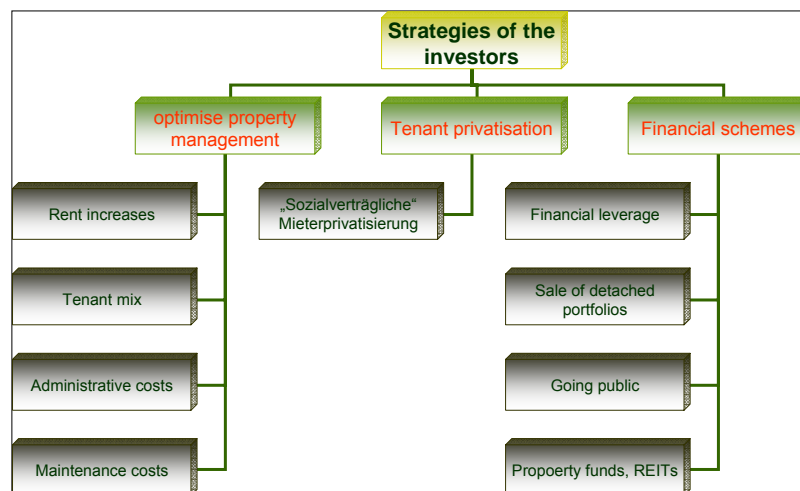 Strategies of the
investors
optimise property
management
Tenant privatisation
Financial schemes
Rent increases
Tenant mix
Administrative costs
Maintenance costs
„Sozialverträgliche“
Mieterprivatisierung
Financial leverage
Sale of detached
portfolios
Going public
Propoerty funds, REITs